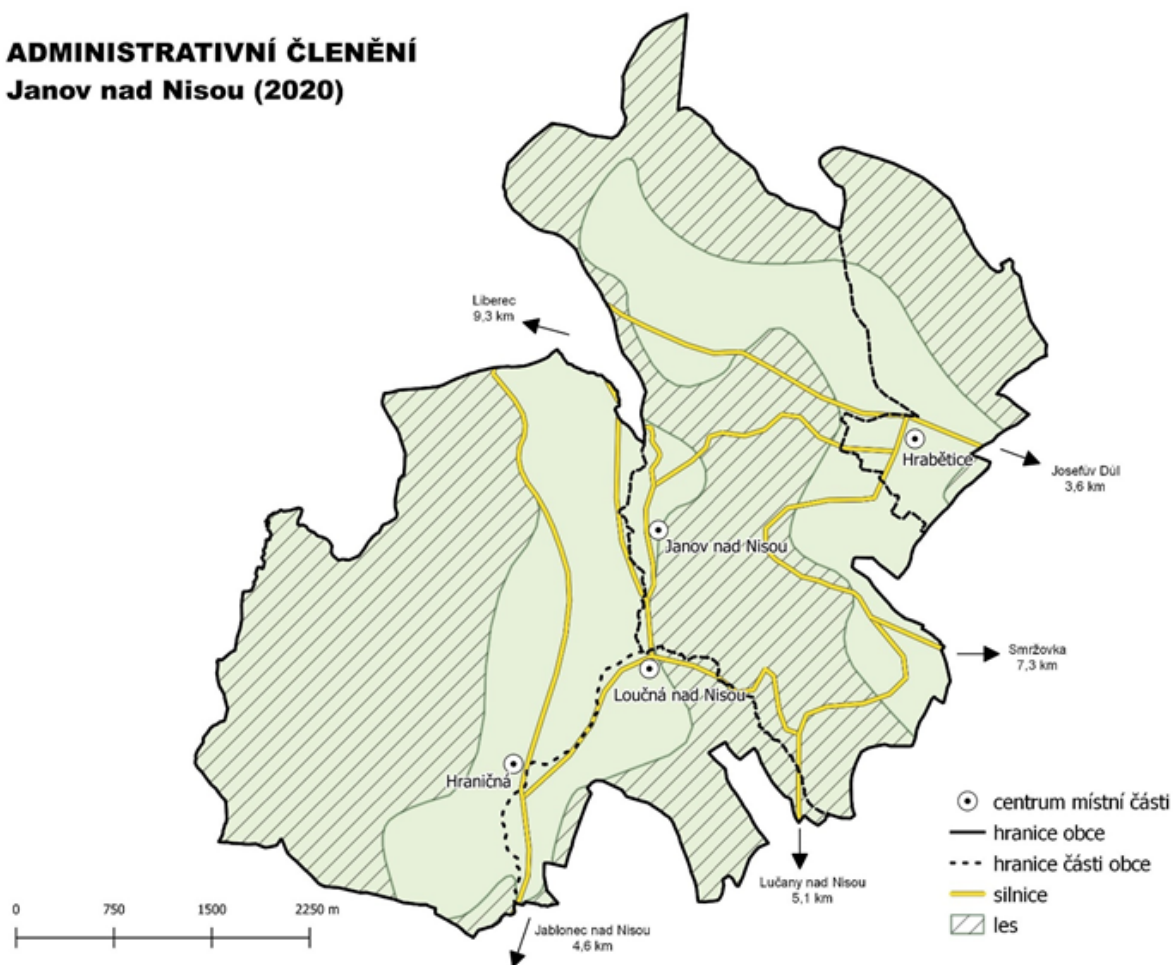 ADMINISTRATIVNÍ ČLENĚNÍ
Janov nad Nisou (2020)
Liberec
9,3 km
Hrabětice
Josefův Důl
3,6 km
Janov nad Nisou
Smržovka
7,3 km
Loučná nad Nisou
Hraničná
centrum místní části
hranice obce
hranice části obce
silnice
les
Lučany nad Nisou
5,1 km
Jablonec nad Nisou
4,6 km
0 750 1500 2250 m